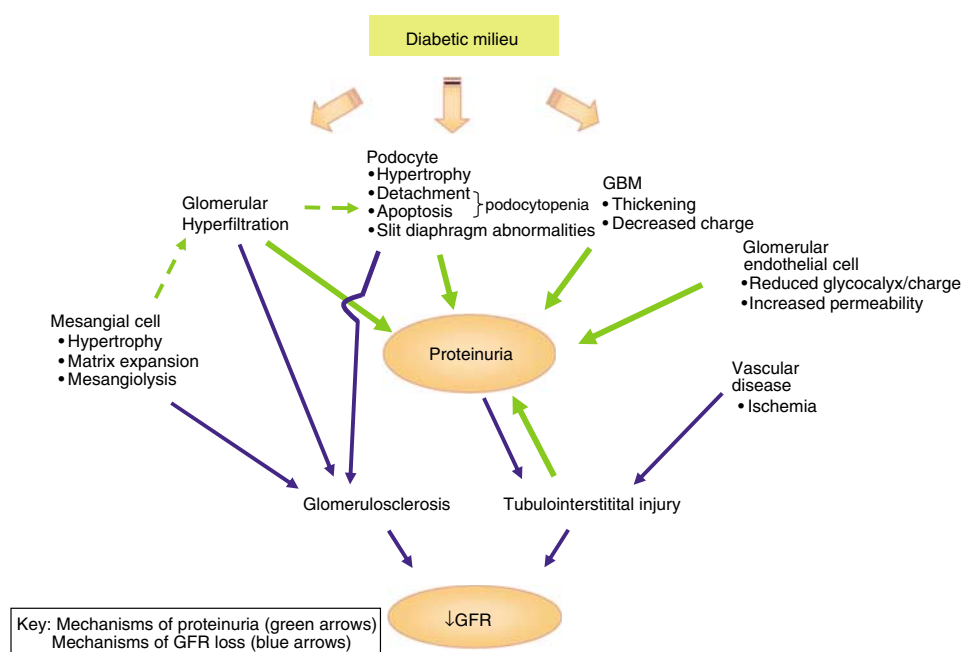 Diabetic milieu
Podocyte
•Hypertrophy
•Detachment
•Apoptosis
podocytopenia
•Slit diaphragm abnormalities
GBM
•Thickening
•Decreased charge
Glomerular
Hyperfiltration
Glomerular
endothelial cell
•Reduced glycocalyx/charge
•Increased permeability
Mesangial cell
•Hypertrophy
•Matrix expansion
•Mesangiolysis
Proteinuria
Vascular
disease
•Ischemia
Glomerulosclerosis
Tubulointerstitital injury
↓GFR
Key: Mechanisms of proteinuria (green arrows)
Mechanisms of GFR loss (blue arrows)